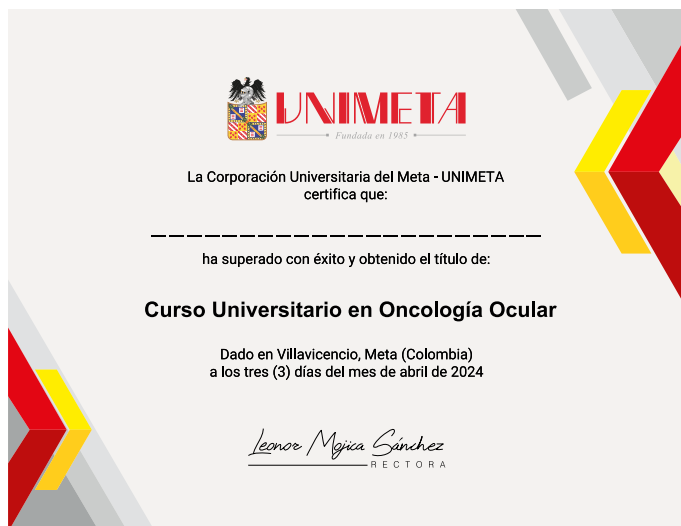 UNIMETA
Fundada en 1985
La Corporación Universitaria del Meta - UNIMETA
certifica que:
ha superado con éxito y obtenido el título de:
Curso Universitario en Oncología Ocular
Dado en Villavicencio, Meta (Colombia)
a los tres (3) días del mes de abril de 2024
Leonor Mojica Sánchez
RECTORA